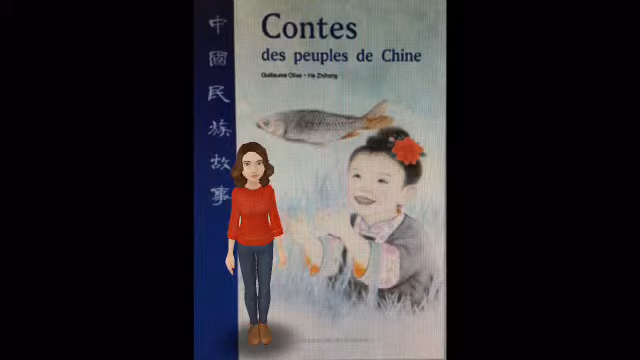 中國民族故事
Contes
des peuples de Chine
Guillaume Olive • He Zhihong